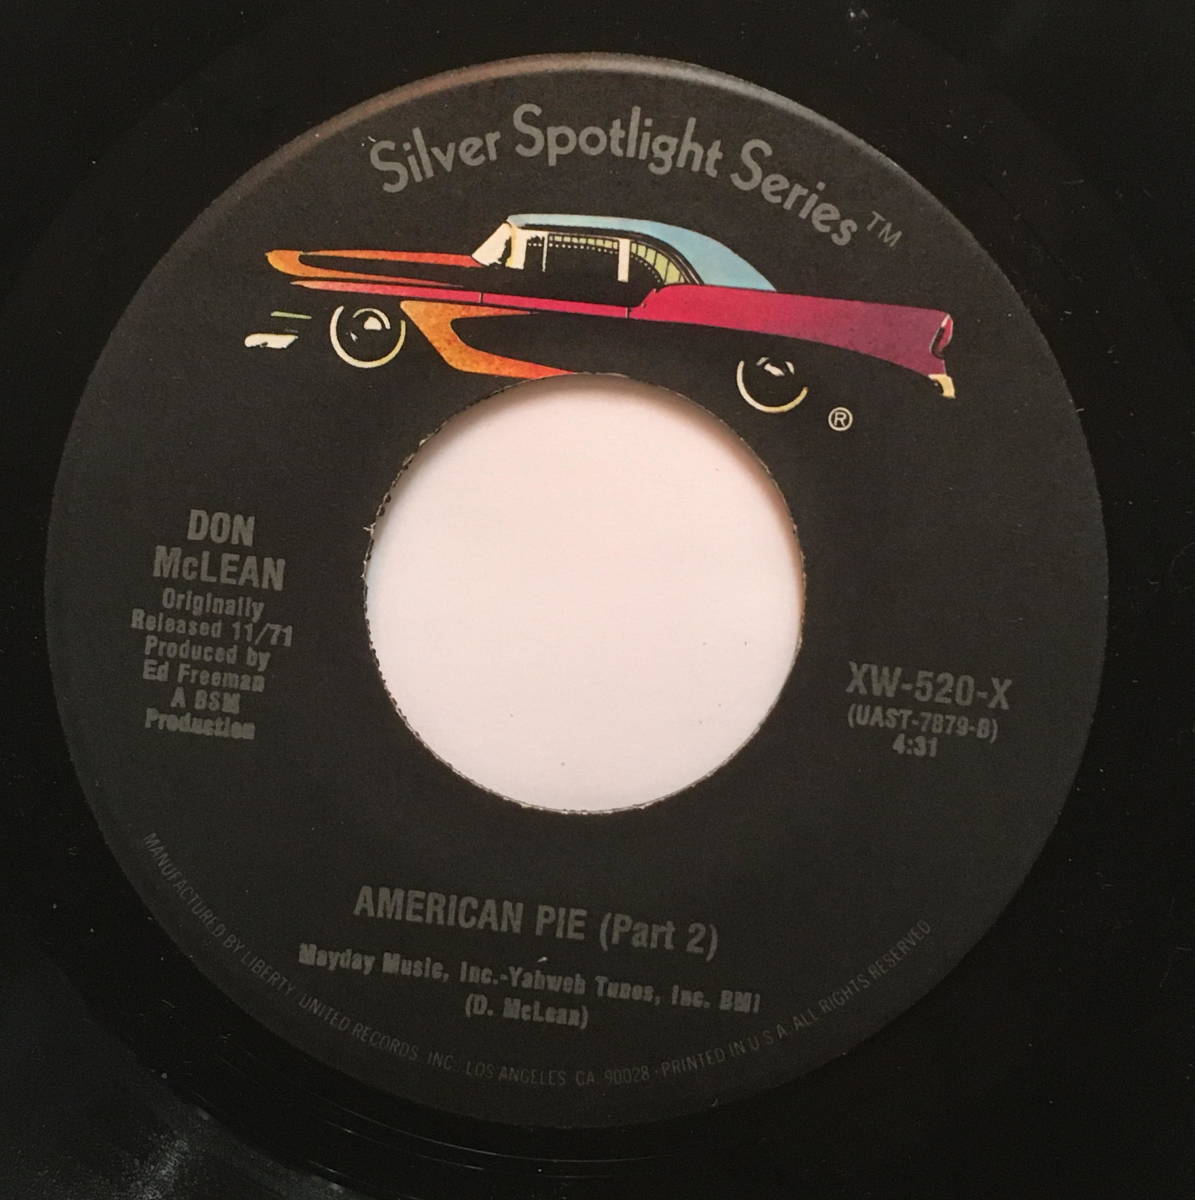 Silver Spotlight Series™
®
DON
McLEAN
Originally
Released 11/71
Produced by
Ed Freeman
A BSM
Production
XW-520-X
(UAST-7879-B)
4:31
AMERICAN PIE (Part 2)
Mayday Music, Inc.-Yahweh Tunes, Inc. BMI
(D. McLean)
MANUFACTURED BY LIBERTY UNITED RECORDS, INC. LOS ANGELES, CA. 90028 · PRINTED IN U.S.A. ALL RIGHTS RESERVED